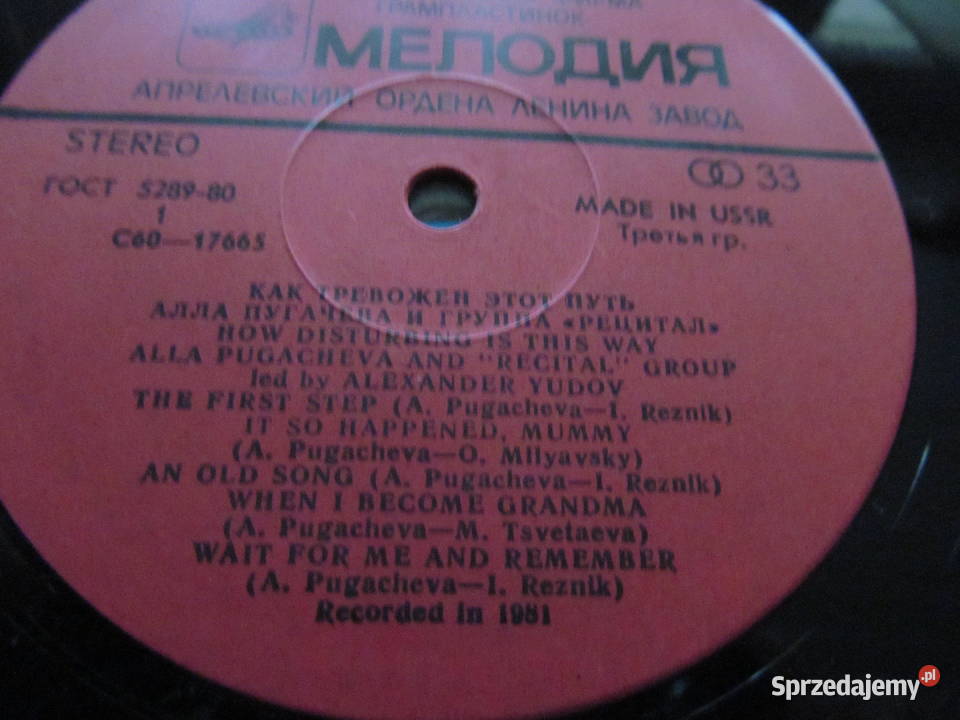 ГРАМПЛАСТИНОК
МЕЛОДИЯ
АПРЕЛЕВСКИЙ ОРДЕНА ЛЕНИНА ЗАВОД
STEREO
33
ГОСТ 5289-80
MADE IN USSR
1
Третья гр.
С60—17665
КАК ТРЕВОЖЕН ЭТОТ ПУТЬ
АЛЛА ПУГАЧЕВА И ГРУППА «РЕЦИТАЛ»
HOW DISTURBING IS THIS WAY
ALLA PUGACHEVA AND "RECITAL" GROUP
led by ALEXANDER YUDOV
THE FIRST STEP (A. Pugacheva—I. Reznik)
IT SO HAPPENED, MUMMY
(A. Pugacheva—O. Milyavsky)
AN OLD SONG (A. Pugacheva—I. Reznik)
WHEN I BECOME GRANDMA
(A. Pugacheva—M. Tsvetaeva)
WAIT FOR ME AND REMEMBER
(A. Pugacheva—I. Reznik)
Recorded in 1981
Sprzedajemy.pl